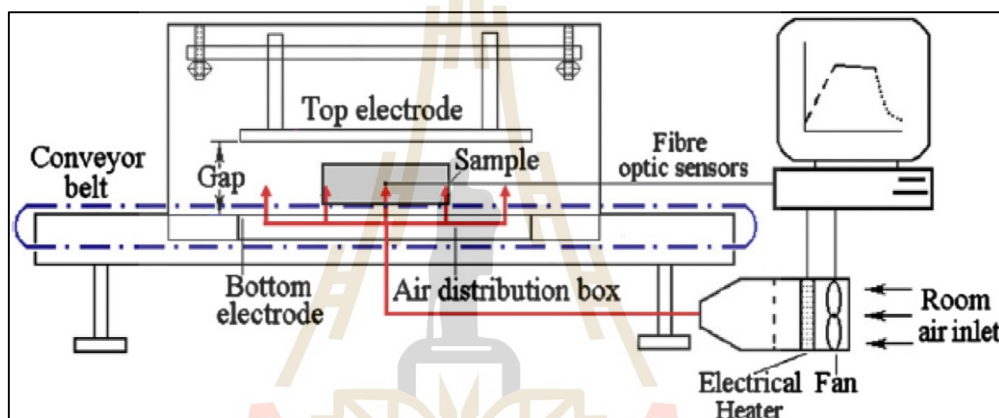 Top electrode
Fibre
optic sensors
Sample
Conveyor
belt
Gap
Bottom
electrode
Air distribution box
Room
air inlet
Electrical
Heater
Fan